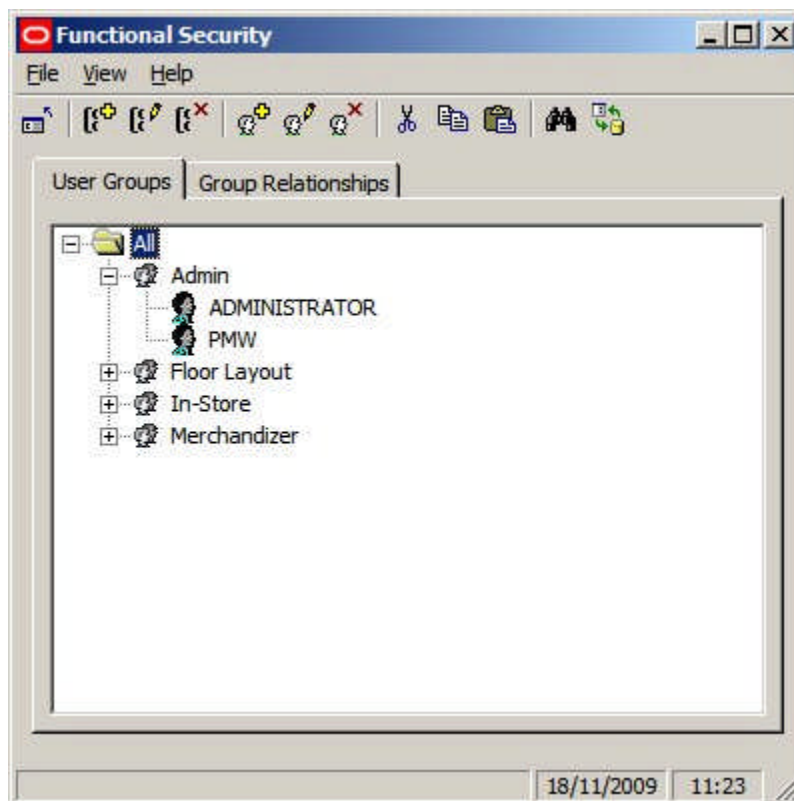 Functional Security
File View Help
User Groups Group Relationships
All
Admin
ADMINISTRATOR
PMW
Floor Layout
In-Store
Merchandizer
18/11/2009 11:23